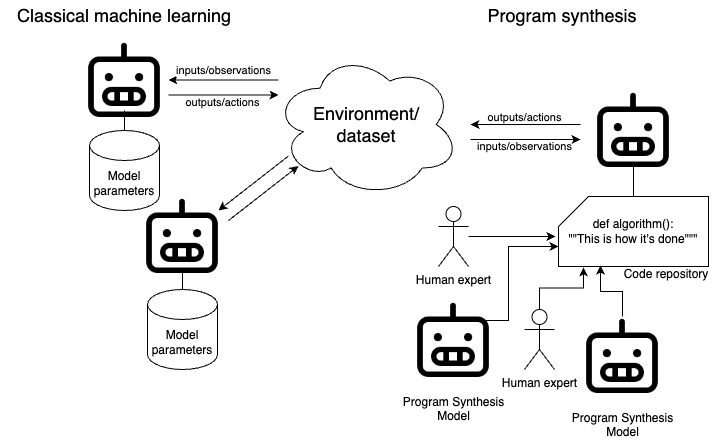 Classical machine learning
Program synthesis
inputs/observations
outputs/actions
Environment/
dataset
outputs/actions
inputs/observations
Model
parameters
def algorithm():
""This is how it's done"""
Code repository
Human expert
Model
parameters
Human expert
Program Synthesis
Model
Program Synthesis
Model